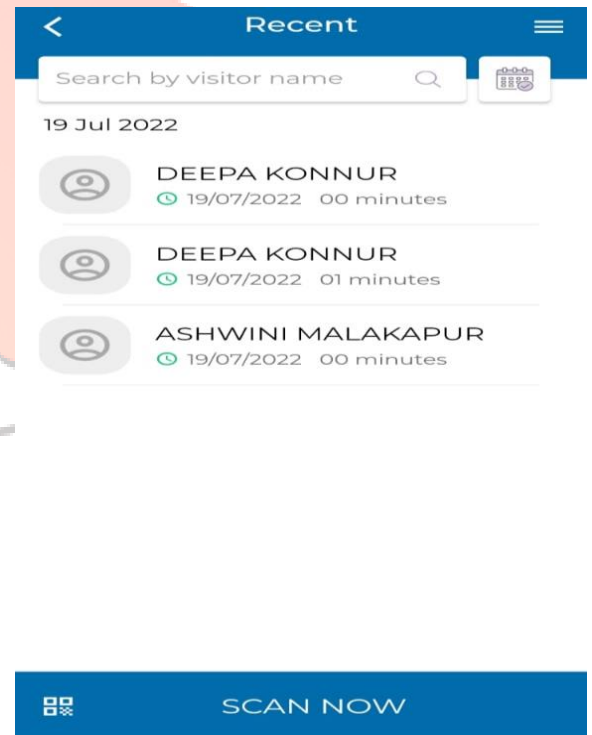 Recent
Search by visitor name
19 Jul 2022
DEEPA KONNUR
19/07/2022 00 minutes
DEEPA KONNUR
19/07/2022 01 minutes
ASHWINI MALAKAPUR
19/07/2022 00 minutes
SCAN NOW